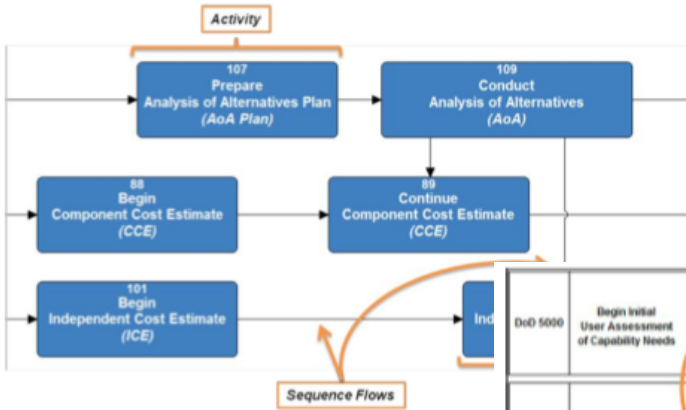 Activity
107
Prepare
Analysis of Alternatives Plan
(AoA Plan)
109
Conduct
Analysis of Alternatives
(AoA)
88
Begin
Component Cost Estimate
(CCE)
89
Continue
Component Cost Estimate
(CCE)
101
Begin
Independent Cost Estimate
(ICE)
Ind
DoD 5000
Begin Initial
User Assessment
of Capability Needs
Sequence Flows